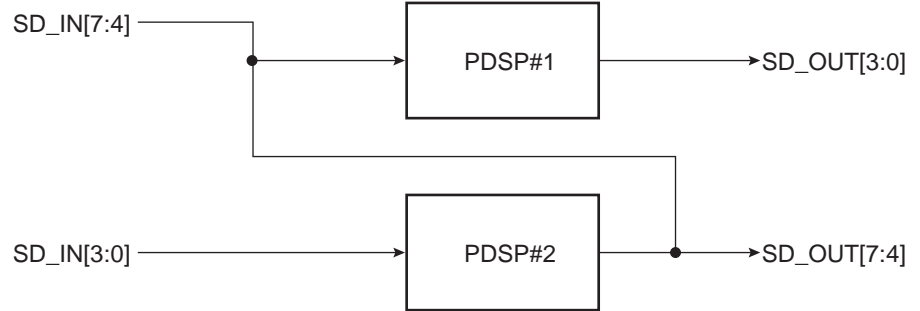 SD_IN[7:4]
PDSP#1
SD_OUT[3:0]
SD_IN[3:0]
PDSP#2
SD_OUT[7:4]